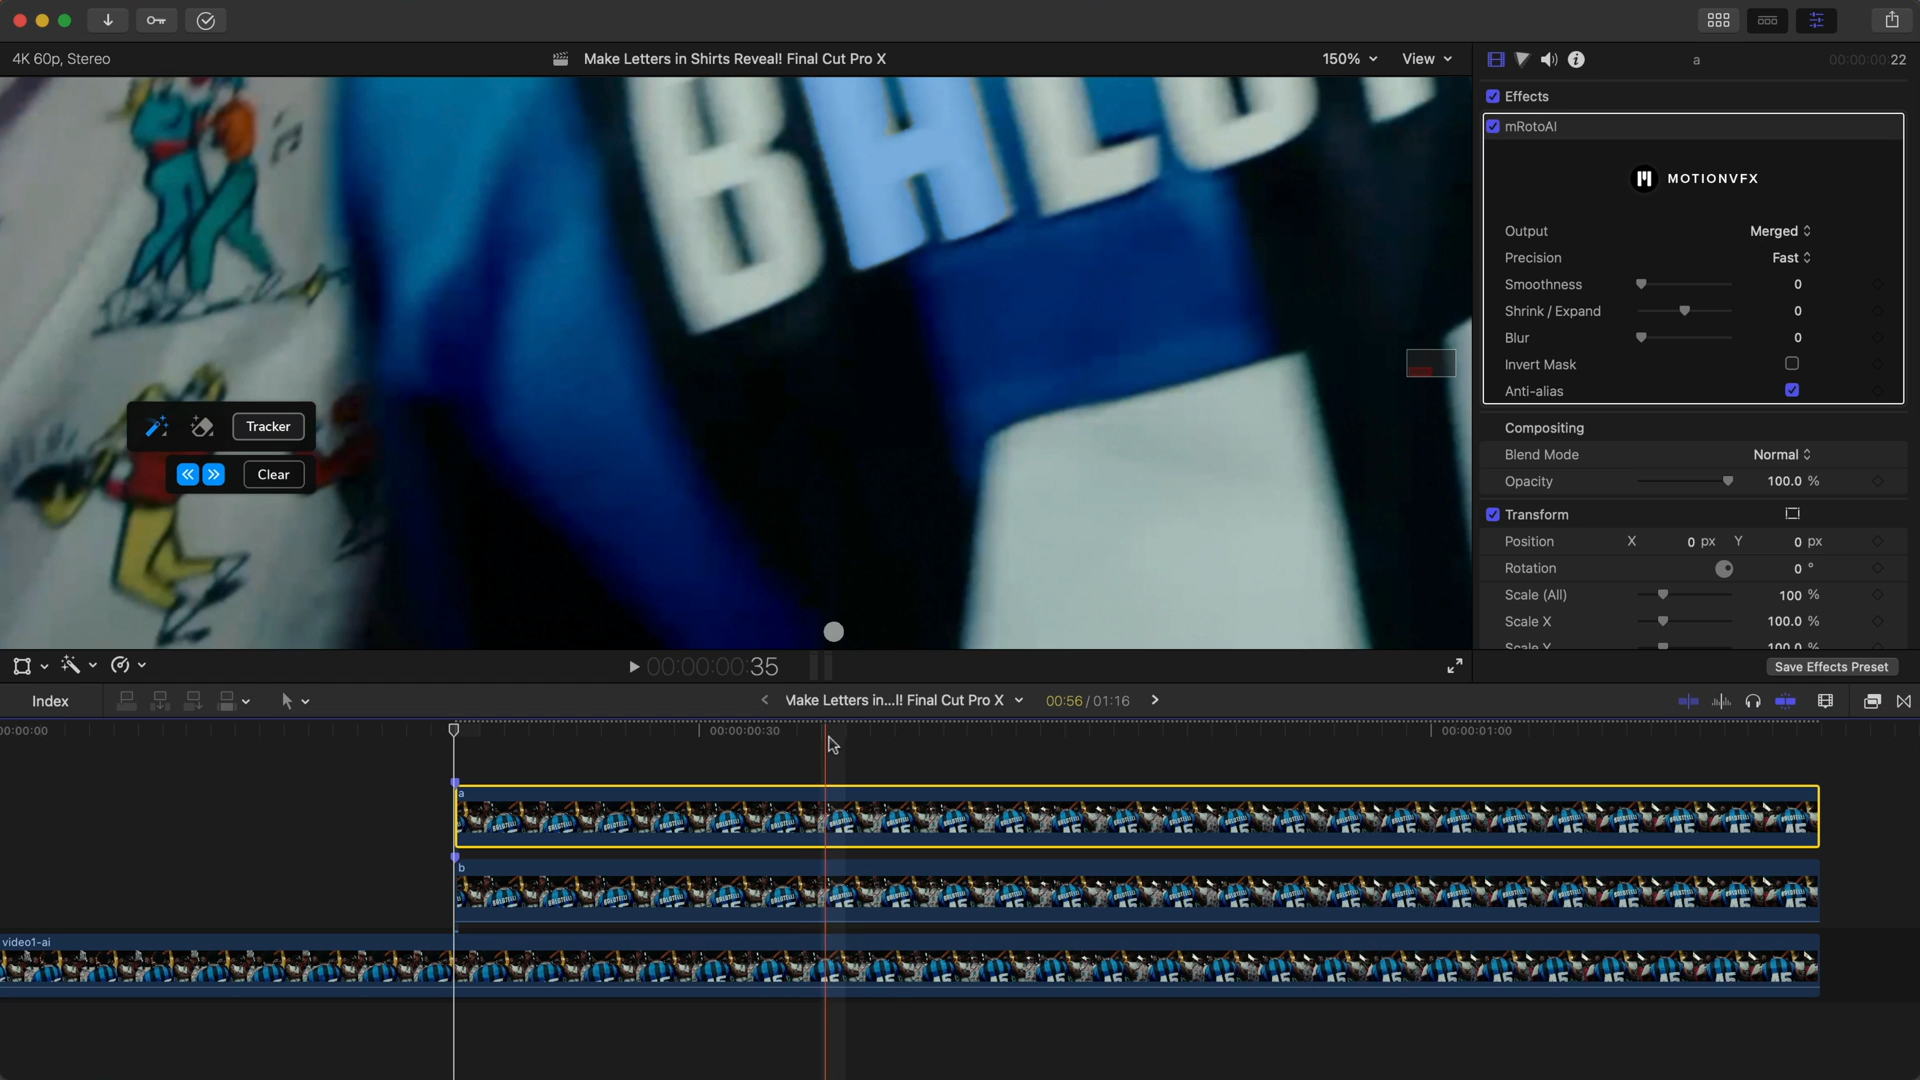 4K 60p, Stereo
Make Letters in Shirts Reveal! Final Cut Pro X
150%
View
a
00:00:00:22
Effects
mRotoAI
MOTIONVFX
Output
Merged
Precision
Fast
Smoothness
0
Shrink / Expand
0
Blur
0
Invert Mask
Anti-alias
Tracker
Clear
Compositing
Blend Mode
Normal
Opacity
100.0 %
Transform
Position
X
0 px
Y
0 px
Rotation
0 °
Scale (All)
100 %
Scale X
100.0 %
Scale Y
100.0 %
00:00:00:35
Save Effects Preset
Index
Make Letters in...l! Final Cut Pro X
00:56 / 01:16
00:00:00
00:00:00:30
00:00:01:00
a
b
video1-ai